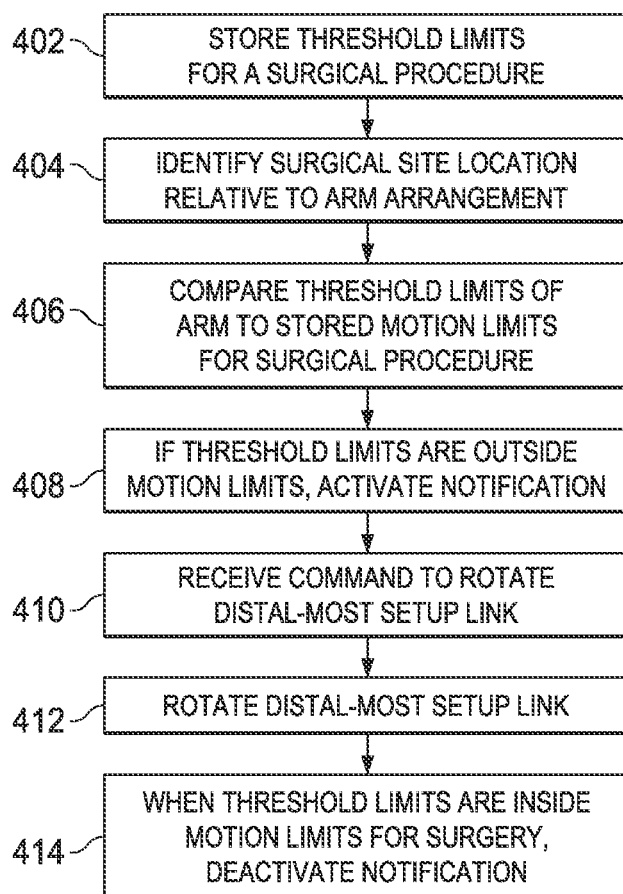 402
STORE THRESHOLD LIMITS
FOR A SURGICAL PROCEDURE
404
IDENTIFY SURGICAL SITE LOCATION
RELATIVE TO ARM ARRANGEMENT
406
COMPARE THRESHOLD LIMITS OF
ARM TO STORED MOTION LIMITS
FOR SURGICAL PROCEDURE
408
IF THRESHOLD LIMITS ARE OUTSIDE
MOTION LIMITS, ACTIVATE NOTIFICATION
410
RECEIVE COMMAND TO ROTATE
DISTAL-MOST SETUP LINK
412
ROTATE DISTAL-MOST SETUP LINK
414
WHEN THRESHOLD LIMITS ARE INSIDE
MOTION LIMITS FOR SURGERY,
DEACTIVATE NOTIFICATION